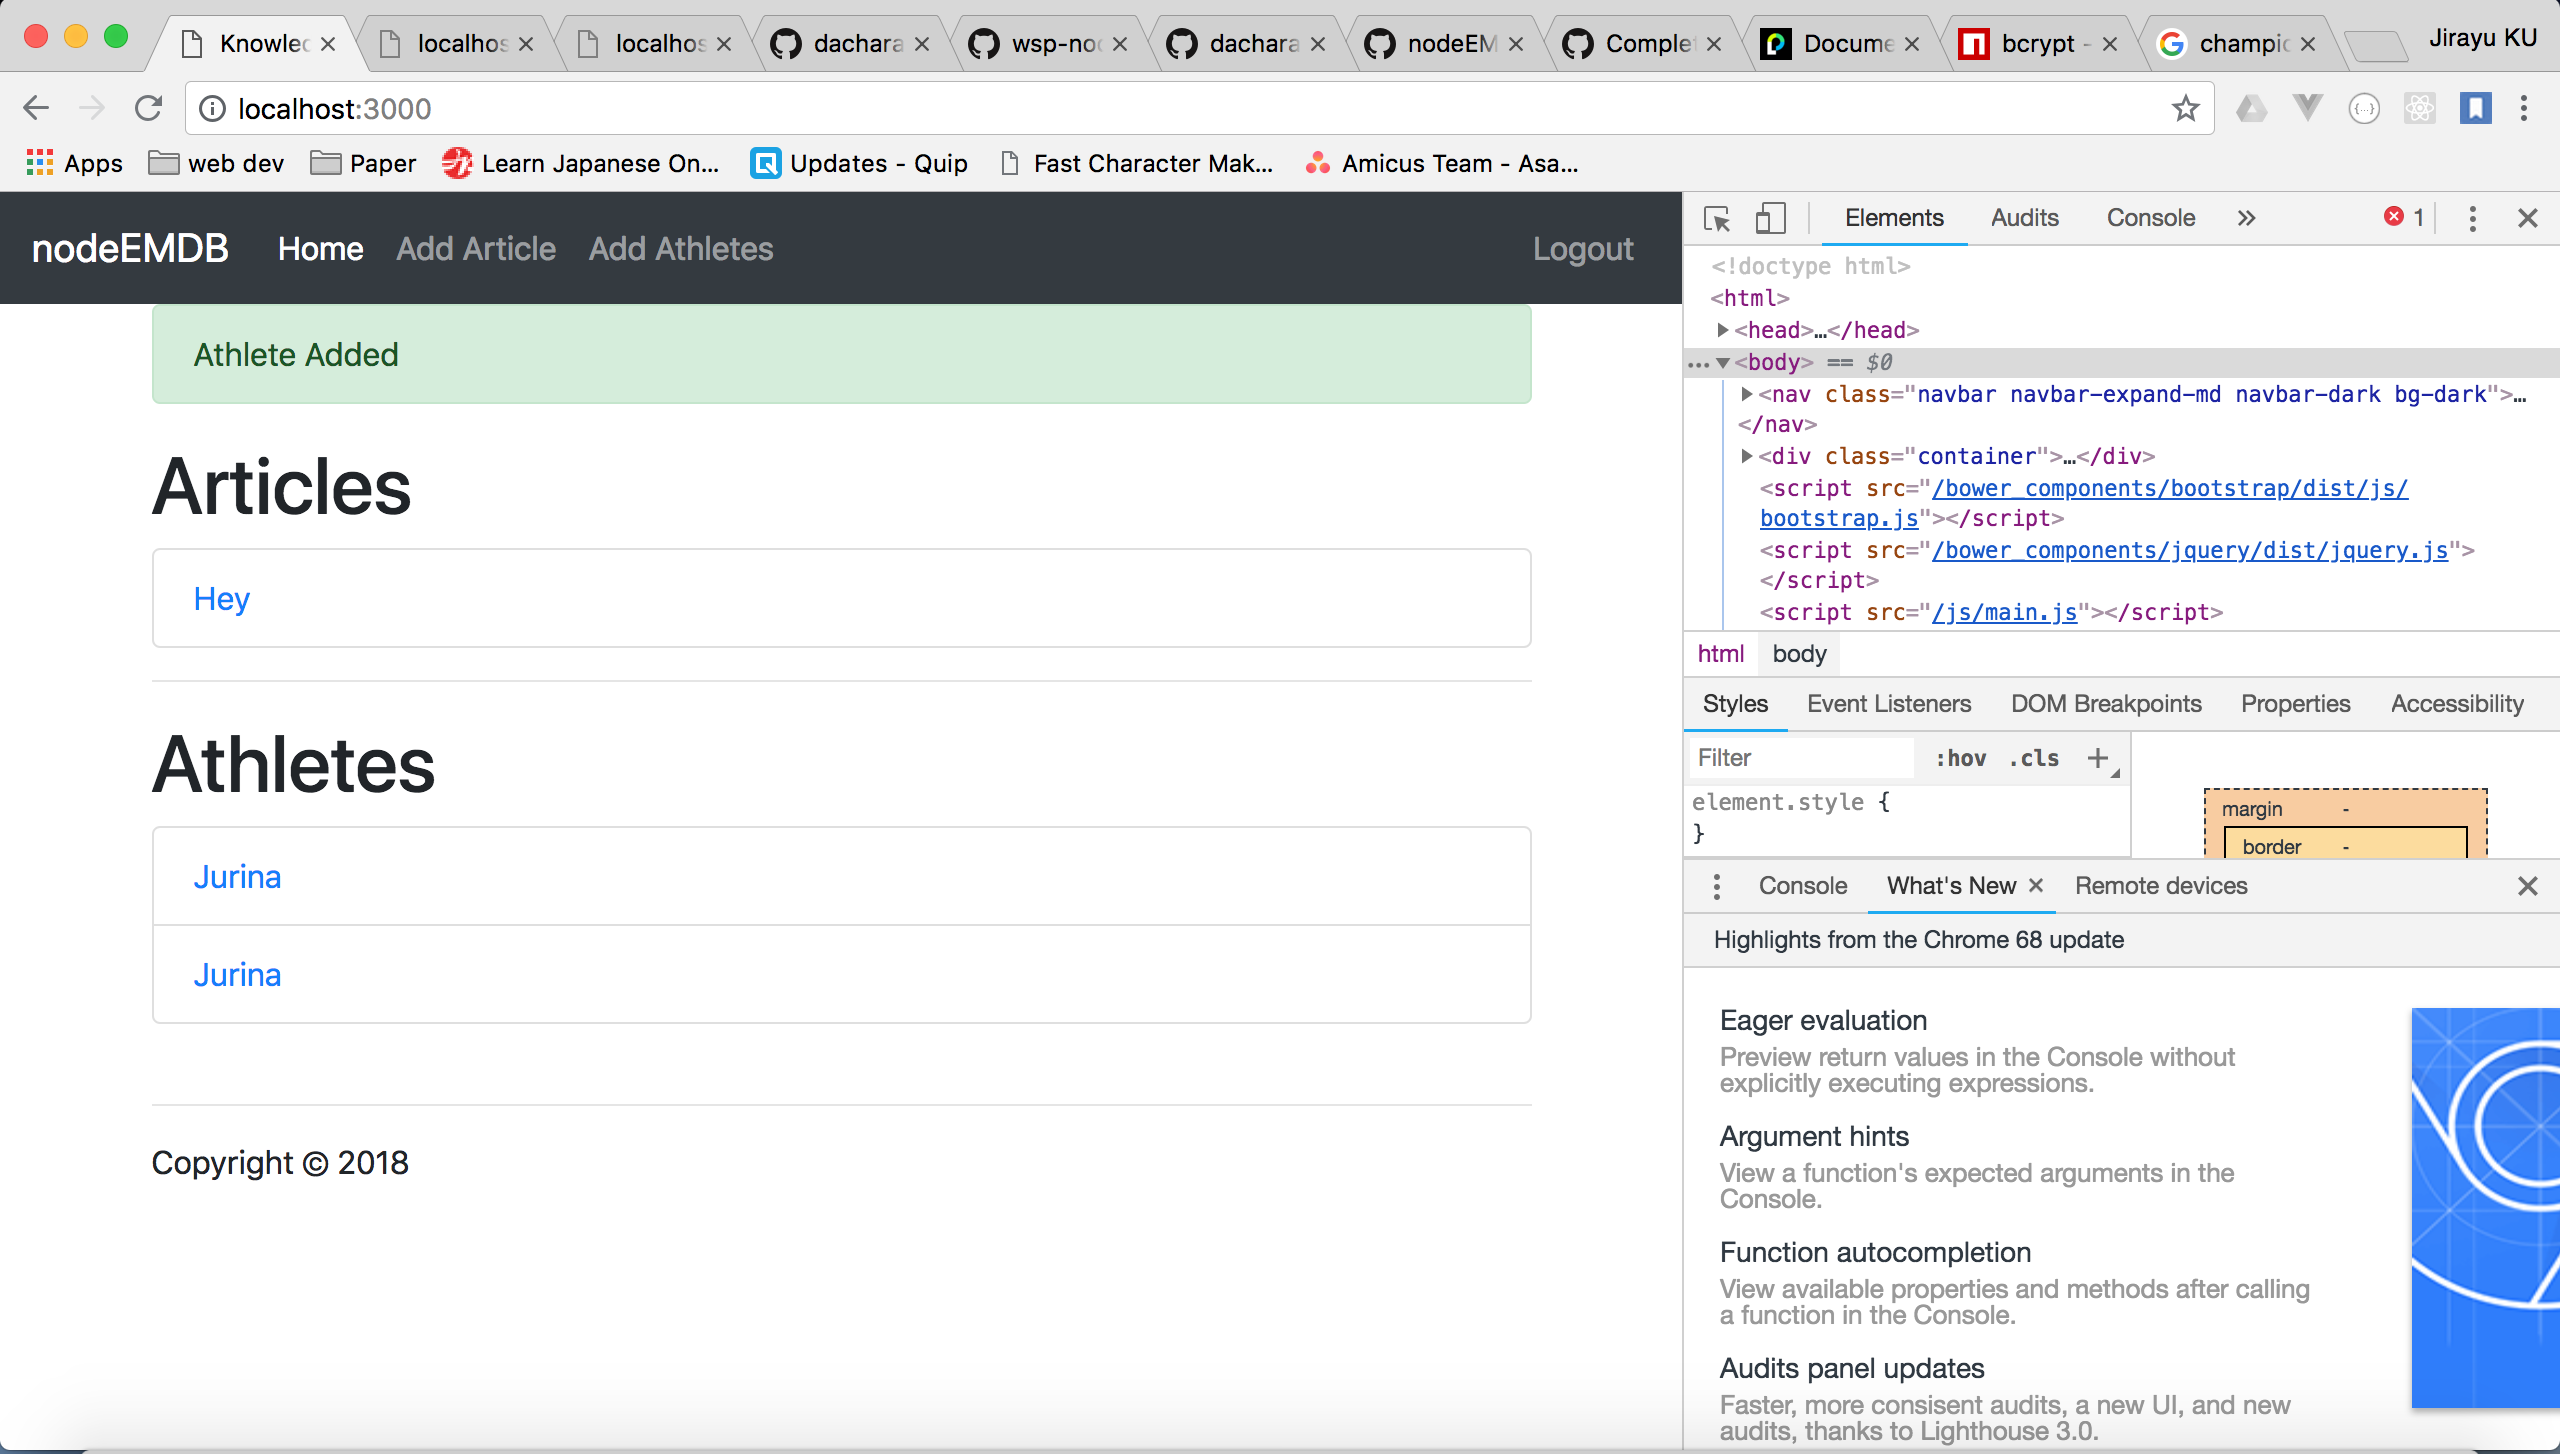 Knowled
localhos
localhos
dachara
wsp-noc
dachara
nodeEM
Complet
Docume
bcrypt -
champio
Jirayu KU
localhost:3000
Apps
web dev
Paper
Learn Japanese On...
Updates - Quip
Fast Character Mak...
Amicus Team - Asa...
nodeEMDB Home Add Article Add Athletes Logout
Athlete Added
Articles
Hey
Athletes
Jurina
Jurina
Copyright © 2018
Elements Audits Console » 1
<!doctype html>
<html>
<head>…</head>
<body> == $0
<nav class="navbar navbar-expand-md navbar-dark bg-dark">…
</nav>
<div class="container">…</div>
<script src="/bower_components/bootstrap/dist/js/
bootstrap.js"></script>
<script src="/bower_components/jquery/dist/jquery.js">
</script>
<script src="/js/main.js"></script>
html body
Styles Event Listeners DOM Breakpoints Properties Accessibility
Filter :hov .cls +
element.style {
}
margin -
border -
Console What's New Remote devices
Highlights from the Chrome 68 update
Eager evaluation
Preview return values in the Console without
explicitly executing expressions.
Argument hints
View a function's expected arguments in the
Console.
Function autocompletion
View available properties and methods after calling
a function in the Console.
Audits panel updates
Faster, more consisent audits, a new UI, and new
audits, thanks to Lighthouse 3.0.